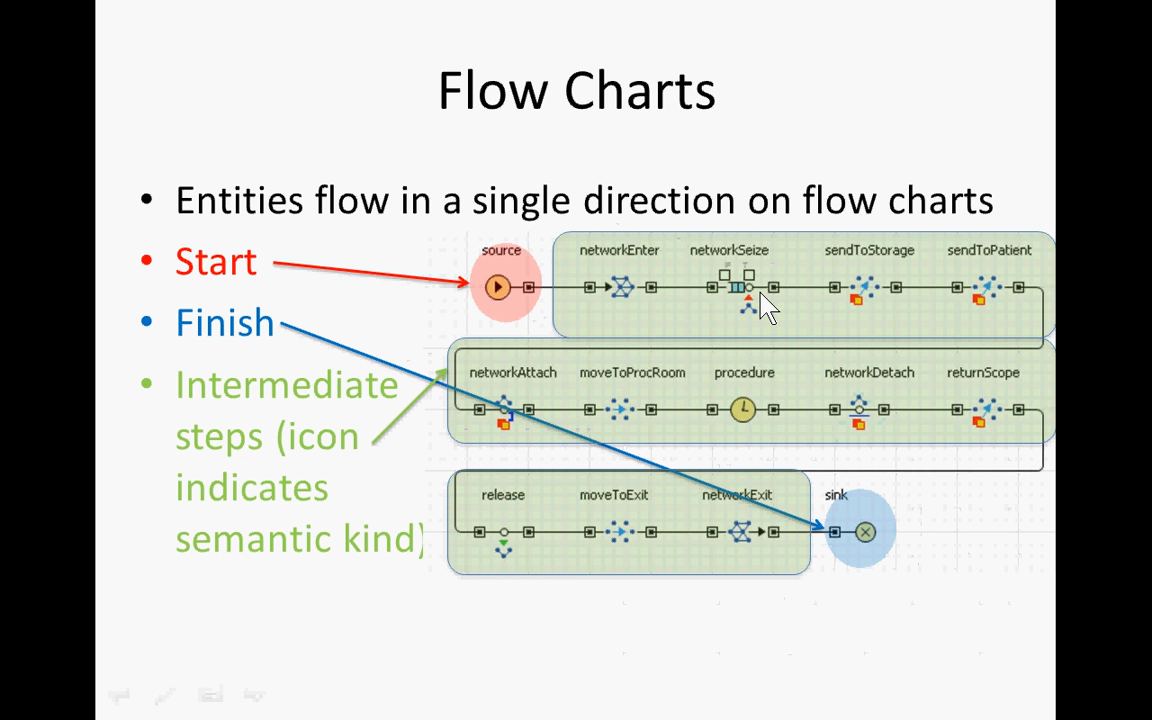 Flow Charts
• Entities flow in a single direction on flow charts
• Start
• Finish
• Intermediate
steps (icon
indicates
semantic kind)
source networkEnter networkSeize sendToStorage sendToPatient
networkAttach moveToProcRoom procedure networkDetach returnScope
release moveToExit networkExit sink